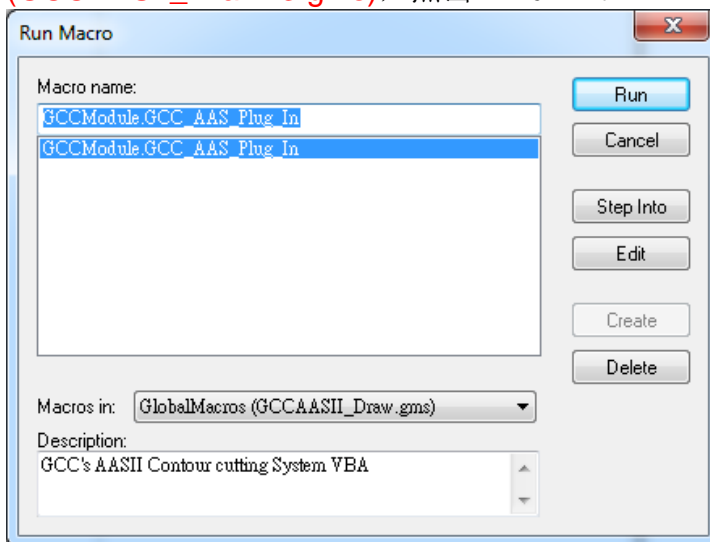 Run Macro
Macro name:
GCCModule.GCC_AAS_Plug_In
GCCModule.GCC_AAS_Plug_In
Run
Cancel
Step Into
Edit
Create
Delete
Macros in: GlobalMacros (GCCAASII_Draw.gms)
Description:
GCC's AASII Contour cutting System VBA